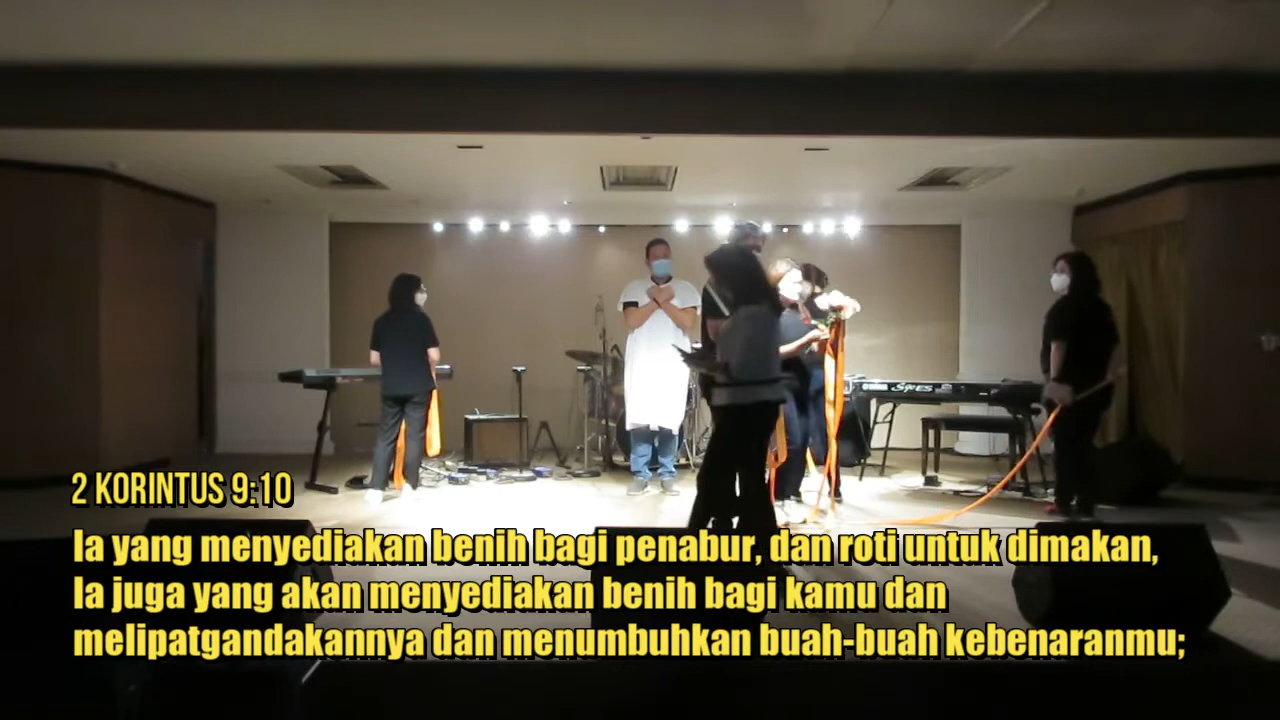 2 KORINTUS 9:10
Ia yang menyediakan benih bagi penabur, dan roti untuk dimakan,
Ia juga yang akan menyediakan benih bagi kamu dan
melipatgandakannya dan menumbuhkan buah-buah kebenaranmu;